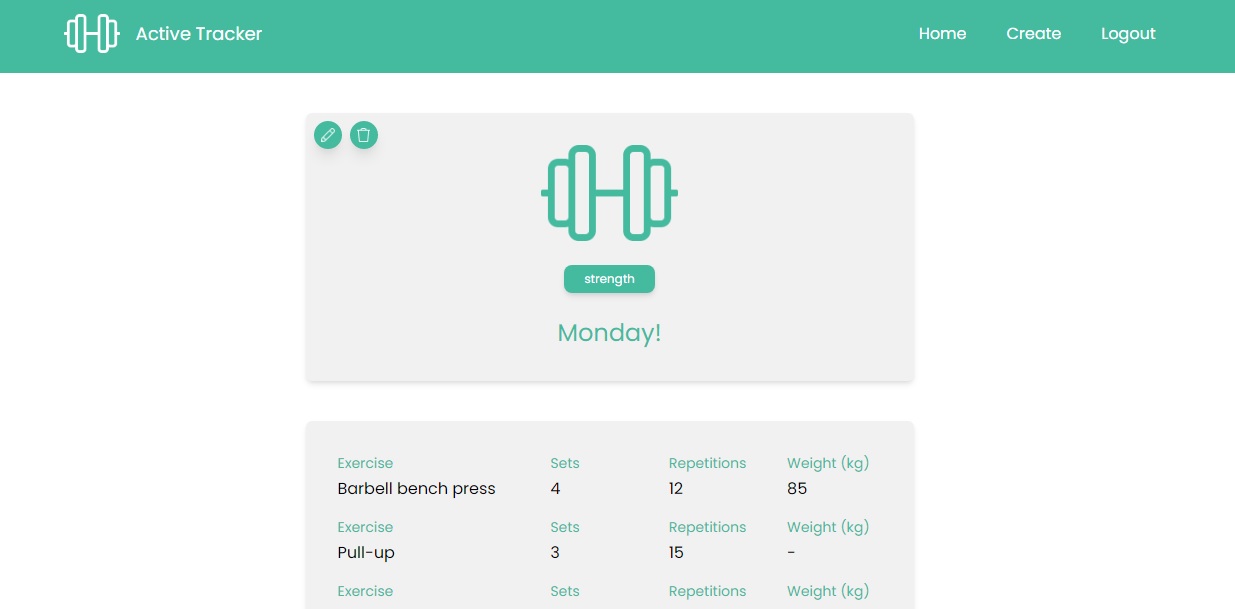 Active Tracker Home Create Logout
strength
Monday!
Exercise Sets Repetitions Weight (kg)
Barbell bench press 4 12 85
Exercise Sets Repetitions Weight (kg)
Pull-up 3 15 -
Exercise Sets Repetitions Weight (kg)